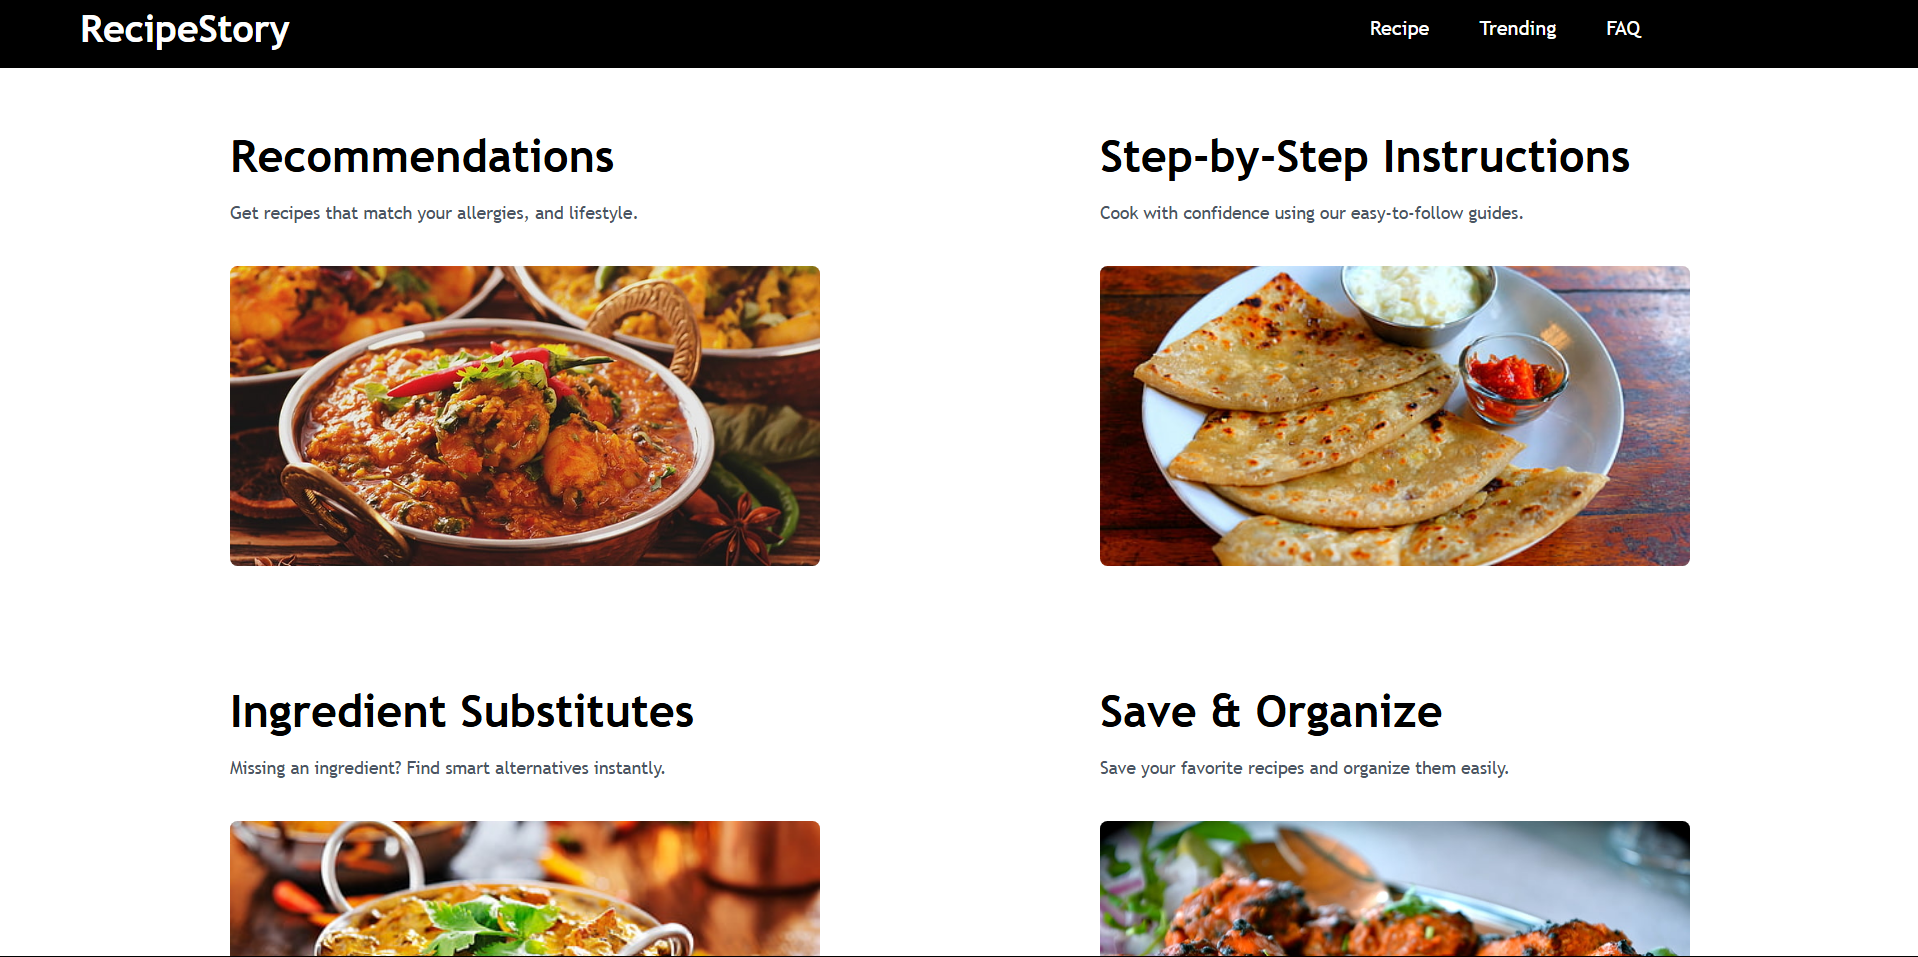 RecipeStory
Recipe
Trending
FAQ
Recommendations
Get recipes that match your allergies, and lifestyle.
Step-by-Step Instructions
Cook with confidence using our easy-to-follow guides.
Ingredient Substitutes
Missing an ingredient? Find smart alternatives instantly.
Save & Organize
Save your favorite recipes and organize them easily.